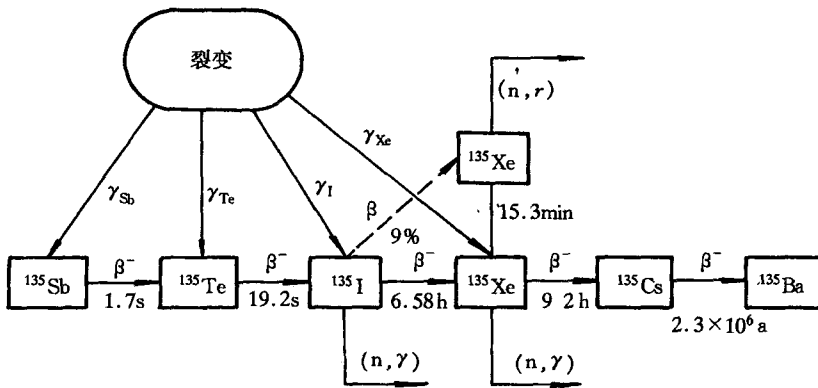 裂变
(n,r)
γXe
135Xe
γSb
γTe
γI
β
9%
15.3min
135Sb
β−
1.7s
135Te
β−
19.2s
135I
β−
6.58h
135Xe
β−
9 2h
135Cs
β−
2.3×10⁶a
135Ba
(n,γ)
(n,γ)